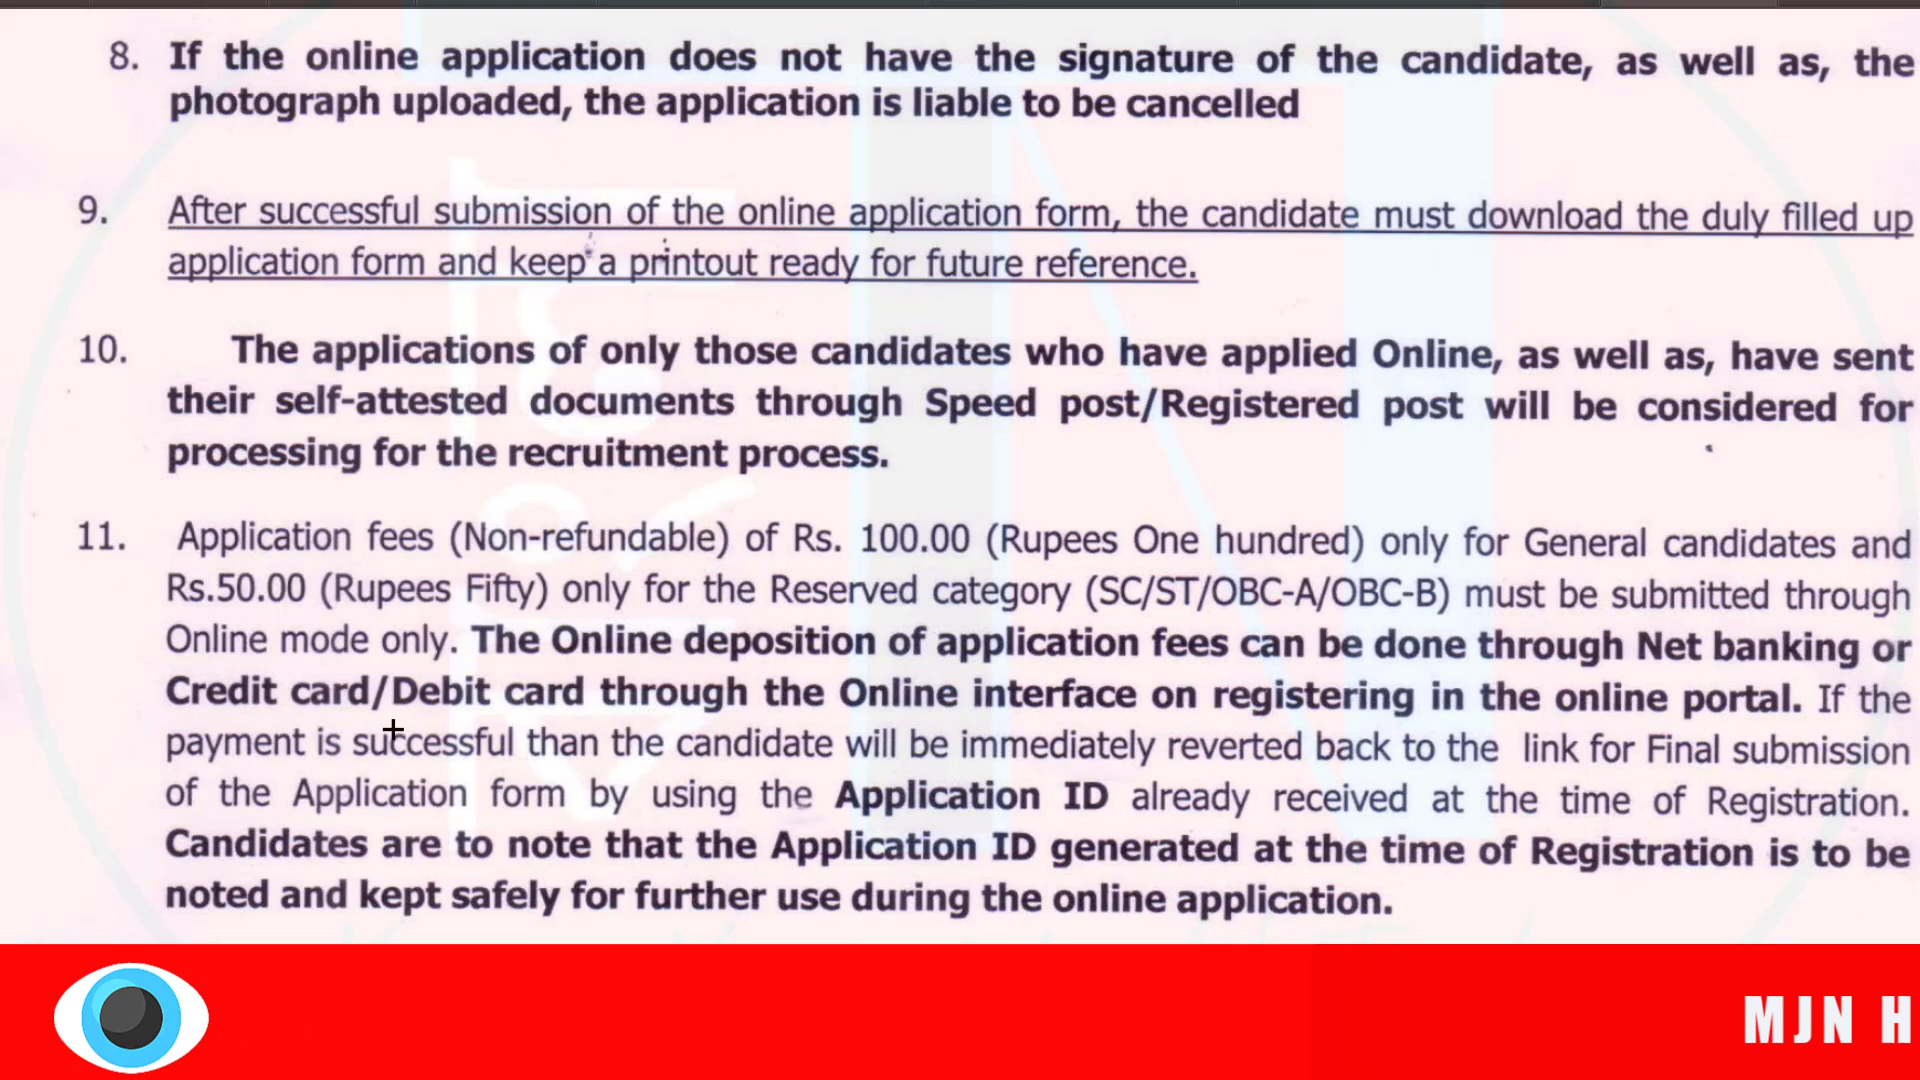 8. If the online application does not have the signature of the candidate, as well as, the
photograph uploaded, the application is liable to be cancelled
9. After successful submission of the online application form, the candidate must download the duly filled up
application form and keep a printout ready for future reference.
10. The applications of only those candidates who have applied Online, as well as, have sent
their self-attested documents through Speed post/Registered post will be considered for
processing for the recruitment process.
11. Application fees (Non-refundable) of Rs. 100.00 (Rupees One hundred) only for General candidates and
Rs.50.00 (Rupees Fifty) only for the Reserved category (SC/ST/OBC-A/OBC-B) must be submitted through
Online mode only. The Online deposition of application fees can be done through Net banking or
Credit card/Debit card through the Online interface on registering in the online portal. If the
payment is successful than the candidate will be immediately reverted back to the link for Final submission
of the Application form by using the Application ID already received at the time of Registration.
Candidates are to note that the Application ID generated at the time of Registration is to be
noted and kept safely for further use during the online application.
MJN H